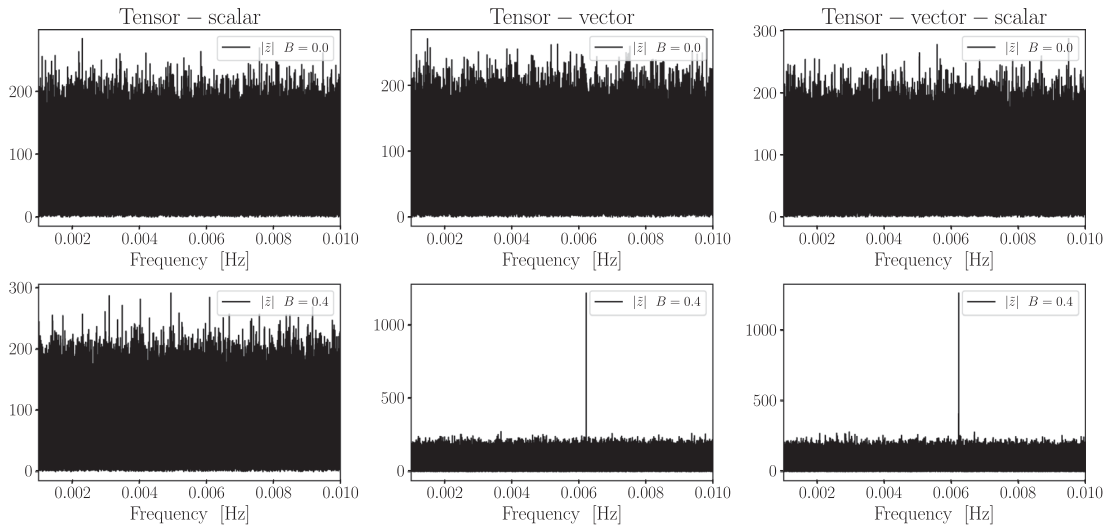 Tensor − scalar
|z̃| B = 0.0
200
100
0
0.002 0.004 0.006 0.008 0.010
Frequency [Hz]
Tensor − vector
|z̃| B = 0.0
200
100
0
0.002 0.004 0.006 0.008 0.010
Frequency [Hz]
Tensor − vector − scalar
|z̃| B = 0.0
300
200
100
0
0.002 0.004 0.006 0.008 0.010
Frequency [Hz]
|z̃| B = 0.4
300
200
100
0
0.002 0.004 0.006 0.008 0.010
Frequency [Hz]
|z̃| B = 0.4
1000
500
0
0.002 0.004 0.006 0.008 0.010
Frequency [Hz]
|z̃| B = 0.4
1000
500
0
0.002 0.004 0.006 0.008 0.010
Frequency [Hz]